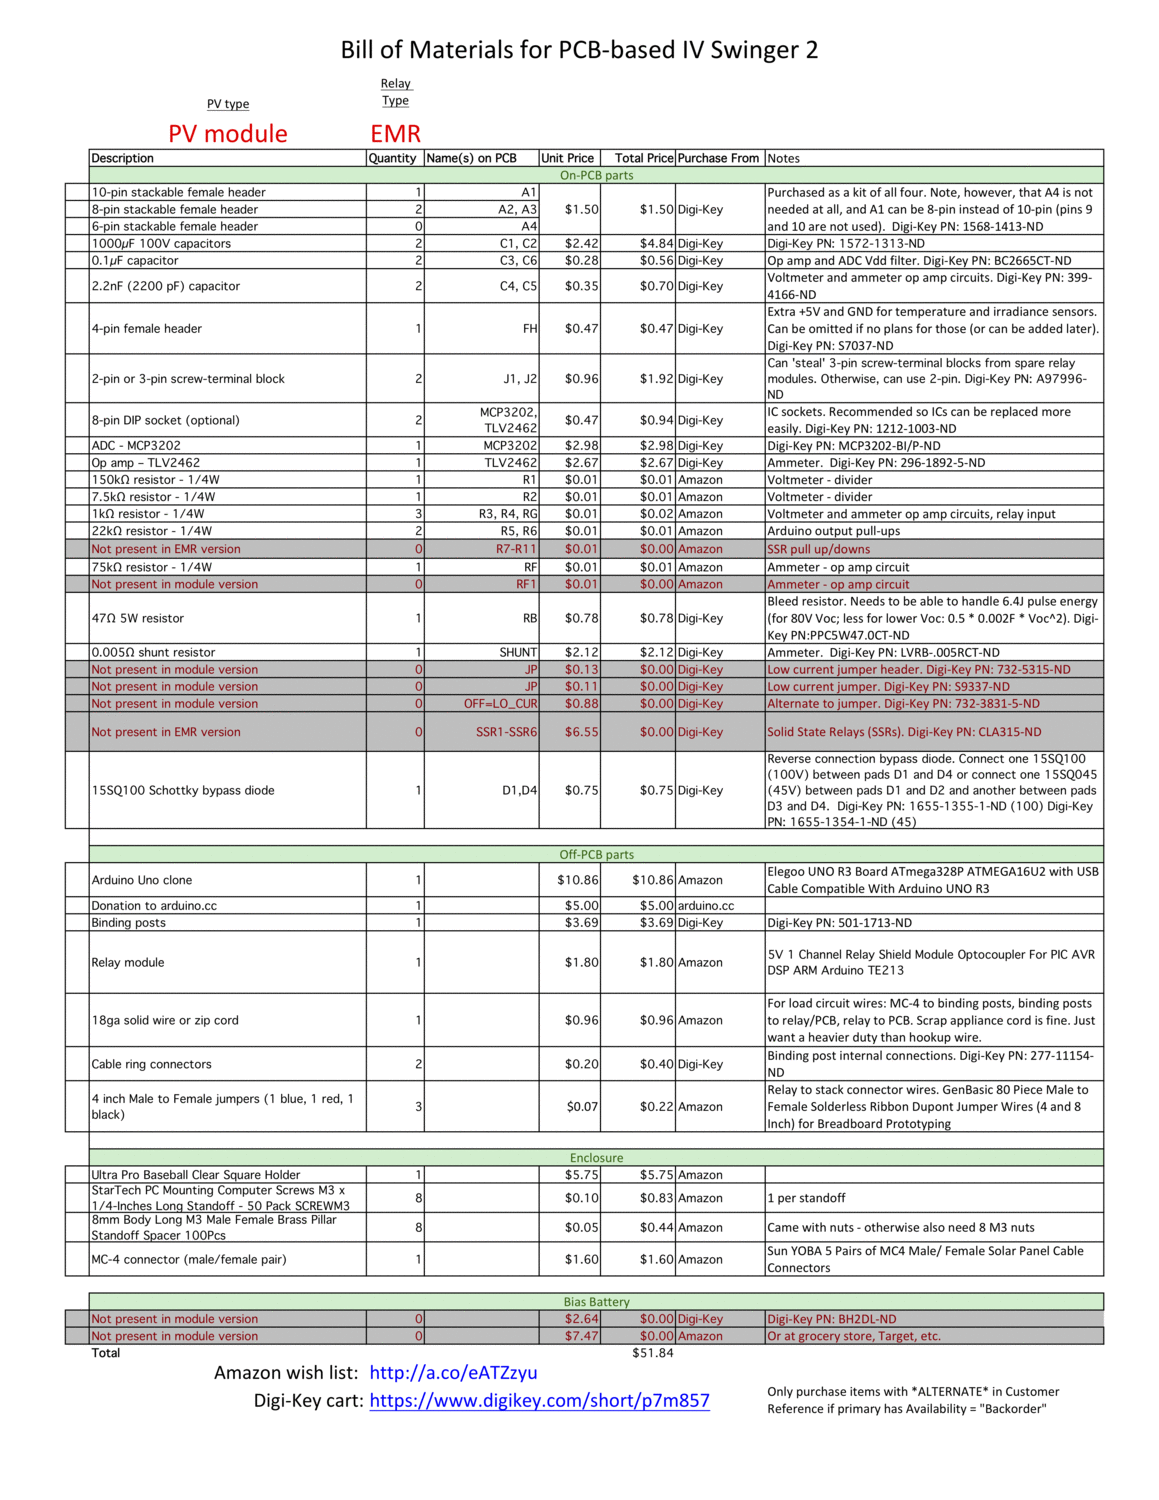 Bill of Materials for PCB-based IV Swinger 2
PV type
Relay
Type
PV module EMR
Description Quantity Name(s) on PCB Unit Price Total Price Purchase From Notes
On-PCB parts
10-pin stackable female header 1 A1
8-pin stackable female header 2 A2, A3
6-pin stackable female header 0 A4
$1.50 $1.50 Digi-Key
Purchased as a kit of all four. Note, however, that A4 is not
needed at all, and A1 can be 8-pin instead of 10-pin (pins 9
and 10 are not used). Digi-Key PN: 1568-1413-ND
1000µF 100V capacitors 2 C1, C2 $2.42 $4.84 Digi-Key Digi-Key PN: 1572-1313-ND
0.1µF capacitor 2 C3, C6 $0.28 $0.56 Digi-Key Op amp and ADC Vdd filter. Digi-Key PN: BC2665CT-ND
2.2nF (2200 pF) capacitor 2 C4, C5 $0.35 $0.70 Digi-Key Voltmeter and ammeter op amp circuits. Digi-Key PN: 399-
4166-ND
4-pin female header 1 FH $0.47 $0.47 Digi-Key Extra +5V and GND for temperature and irradiance sensors.
Can be omitted if no plans for those (or can be added later).
Digi-Key PN: S7037-ND
2-pin or 3-pin screw-terminal block 2 J1, J2 $0.96 $1.92 Digi-Key Can 'steal' 3-pin screw-terminal blocks from spare relay
modules. Otherwise, can use 2-pin. Digi-Key PN: A97996-
ND
8-pin DIP socket (optional) 2 MCP3202,
TLV2462 $0.47 $0.94 Digi-Key IC sockets. Recommended so ICs can be replaced more
easily. Digi-Key PN: 1212-1003-ND
ADC - MCP3202 1 MCP3202 $2.98 $2.98 Digi-Key Digi-Key PN: MCP3202-BI/P-ND
Op amp – TLV2462 1 TLV2462 $2.67 $2.67 Digi-Key Ammeter. Digi-Key PN: 296-1892-5-ND
150kΩ resistor - 1/4W 1 R1 $0.01 $0.01 Amazon Voltmeter - divider
7.5kΩ resistor - 1/4W 1 R2 $0.01 $0.01 Amazon Voltmeter - divider
1kΩ resistor - 1/4W 3 R3, R4, RG $0.01 $0.02 Amazon Voltmeter and ammeter op amp circuits, relay input
22kΩ resistor - 1/4W 2 R5, R6 $0.01 $0.01 Amazon Arduino output pull-ups
Not present in EMR version 0 R7-R11 $0.01 $0.00 Amazon SSR pull up/downs
75kΩ resistor - 1/4W 1 RF $0.01 $0.01 Amazon Ammeter - op amp circuit
Not present in module version 0 RF1 $0.01 $0.00 Amazon Ammeter - op amp circuit
47Ω 5W resistor 1 RB $0.78 $0.78 Digi-Key Bleed resistor. Needs to be able to handle 6.4J pulse energy
(for 80V Voc; less for lower Voc: 0.5 * 0.002F * Voc^2). Digi-
Key PN:PPC5W47.0CT-ND
0.005Ω shunt resistor 1 SHUNT $2.12 $2.12 Digi-Key Ammeter. Digi-Key PN: LVRB-.005RCT-ND
Not present in module version 0 JP $0.13 $0.00 Digi-Key Low current jumper header. Digi-Key PN: 732-5315-ND
Not present in module version 0 JP $0.11 $0.00 Digi-Key Low current jumper. Digi-Key PN: S9337-ND
Not present in module version 0 OFF=LO_CUR $0.88 $0.00 Digi-Key Alternate to jumper. Digi-Key PN: 732-3831-5-ND
Not present in EMR version 0 SSR1-SSR6 $6.55 $0.00 Digi-Key Solid State Relays (SSRs). Digi-Key PN: CLA315-ND
15SQ100 Schottky bypass diode 1 D1,D4 $0.75 $0.75 Digi-Key Reverse connection bypass diode. Connect one 15SQ100
(100V) between pads D1 and D4 or connect one 15SQ045
(45V) between pads D1 and D2 and another between pads
D3 and D4. Digi-Key PN: 1655-1355-1-ND (100) Digi-Key
PN: 1655-1354-1-ND (45)
Off-PCB parts
Arduino Uno clone 1 $10.86 $10.86 Amazon Elegoo UNO R3 Board ATmega328P ATMEGA16U2 with USB
Cable Compatible With Arduino UNO R3
Donation to arduino.cc 1 $5.00 $5.00 arduino.cc
Binding posts 1 $3.69 $3.69 Digi-Key Digi-Key PN: 501-1713-ND
Relay module 1 $1.80 $1.80 Amazon 5V 1 Channel Relay Shield Module Optocoupler For PIC AVR
DSP ARM Arduino TE213
18ga solid wire or zip cord 1 $0.96 $0.96 Amazon For load circuit wires: MC-4 to binding posts, binding posts
to relay/PCB, relay to PCB. Scrap appliance cord is fine. Just
want a heavier duty than hookup wire.
Cable ring connectors 2 $0.20 $0.40 Digi-Key Binding post internal connections. Digi-Key PN: 277-11154-
ND
4 inch Male to Female jumpers (1 blue, 1 red, 1
black) 3 $0.07 $0.22 Amazon Relay to stack connector wires. GenBasic 80 Piece Male to
Female Solderless Ribbon Dupont Jumper Wires (4 and 8
Inch) for Breadboard Prototyping
Enclosure
Ultra Pro Baseball Clear Square Holder 1 $5.75 $5.75 Amazon
StarTech PC Mounting Computer Screws M3 x
1/4-Inches Long Standoff - 50 Pack SCREWM3 8 $0.10 $0.83 Amazon 1 per standoff
8mm Body Long M3 Male Female Brass Pillar
Standoff Spacer 100Pcs 8 $0.05 $0.44 Amazon Came with nuts - otherwise also need 8 M3 nuts
MC-4 connector (male/female pair) 1 $1.60 $1.60 Amazon Sun YOBA 5 Pairs of MC4 Male/ Female Solar Panel Cable
Connectors
Bias Battery
Not present in module version 0 $2.64 $0.00 Digi-Key Digi-Key PN: BH2DL-ND
Not present in module version 0 $7.47 $0.00 Amazon Or at grocery store, Target, etc.
Total $51.84
Amazon wish list: http://a.co/eATZzyu
Digi-Key cart: https://www.digikey.com/short/p7m857
Only purchase items with *ALTERNATE* in Customer
Reference if primary has Availability = "Backorder"